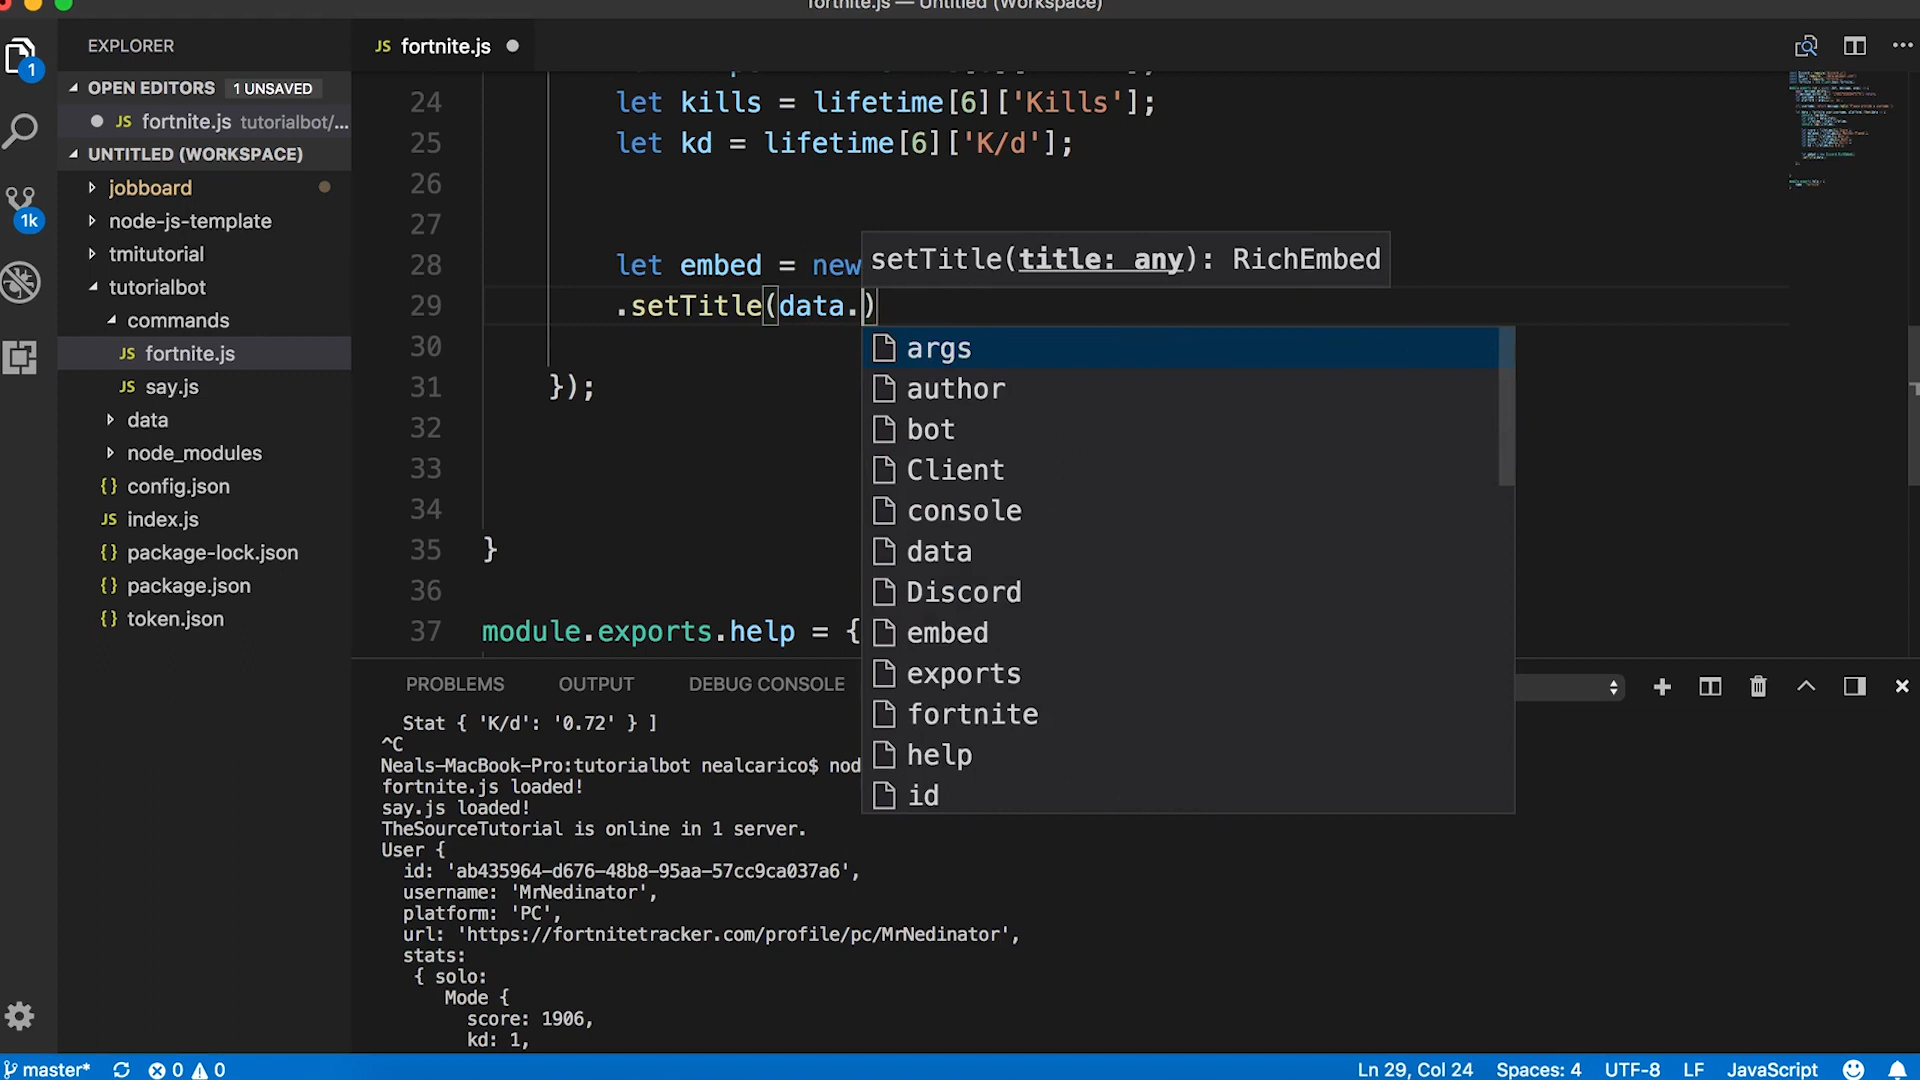 fortnite.js — Untitled (Workspace)
EXPLORER
OPEN EDITORS 1 UNSAVED
JS fortnite.js tutorialbot/...
UNTITLED (WORKSPACE)
jobboard
node-js-template
tmitutorial
tutorialbot
commands
JS fortnite.js
JS say.js
data
node_modules
{} config.json
JS index.js
{} package-lock.json
{} package.json
{} token.json
1
1k
JS fortnite.js
24 let kills = lifetime[6]['Kills'];
25 let kd = lifetime[6]['K/d'];
26
27
28 let embed = new
29 .setTitle(data.)
30
31 });
32
33
34
35 }
36
37 module.exports.help = {
setTitle(title: any): RichEmbed
args
author
bot
Client
console
data
Discord
embed
exports
fortnite
help
id
PROBLEMS OUTPUT DEBUG CONSOLE
Stat { 'K/d': '0.72' } ]
^C
Neals-MacBook-Pro:tutorialbot nealcarico$ nod
fortnite.js loaded!
say.js loaded!
TheSourceTutorial is online in 1 server.
User {
id: 'ab435964-d676-48b8-95aa-57cc9ca037a6',
username: 'MrNedinator',
platform: 'PC',
url: 'https://fortnitetracker.com/profile/pc/MrNedinator',
stats:
{ solo:
Mode {
score: 1906,
kd: 1,
master* 0 0 Ln 29, Col 24 Spaces: 4 UTF-8 LF JavaScript